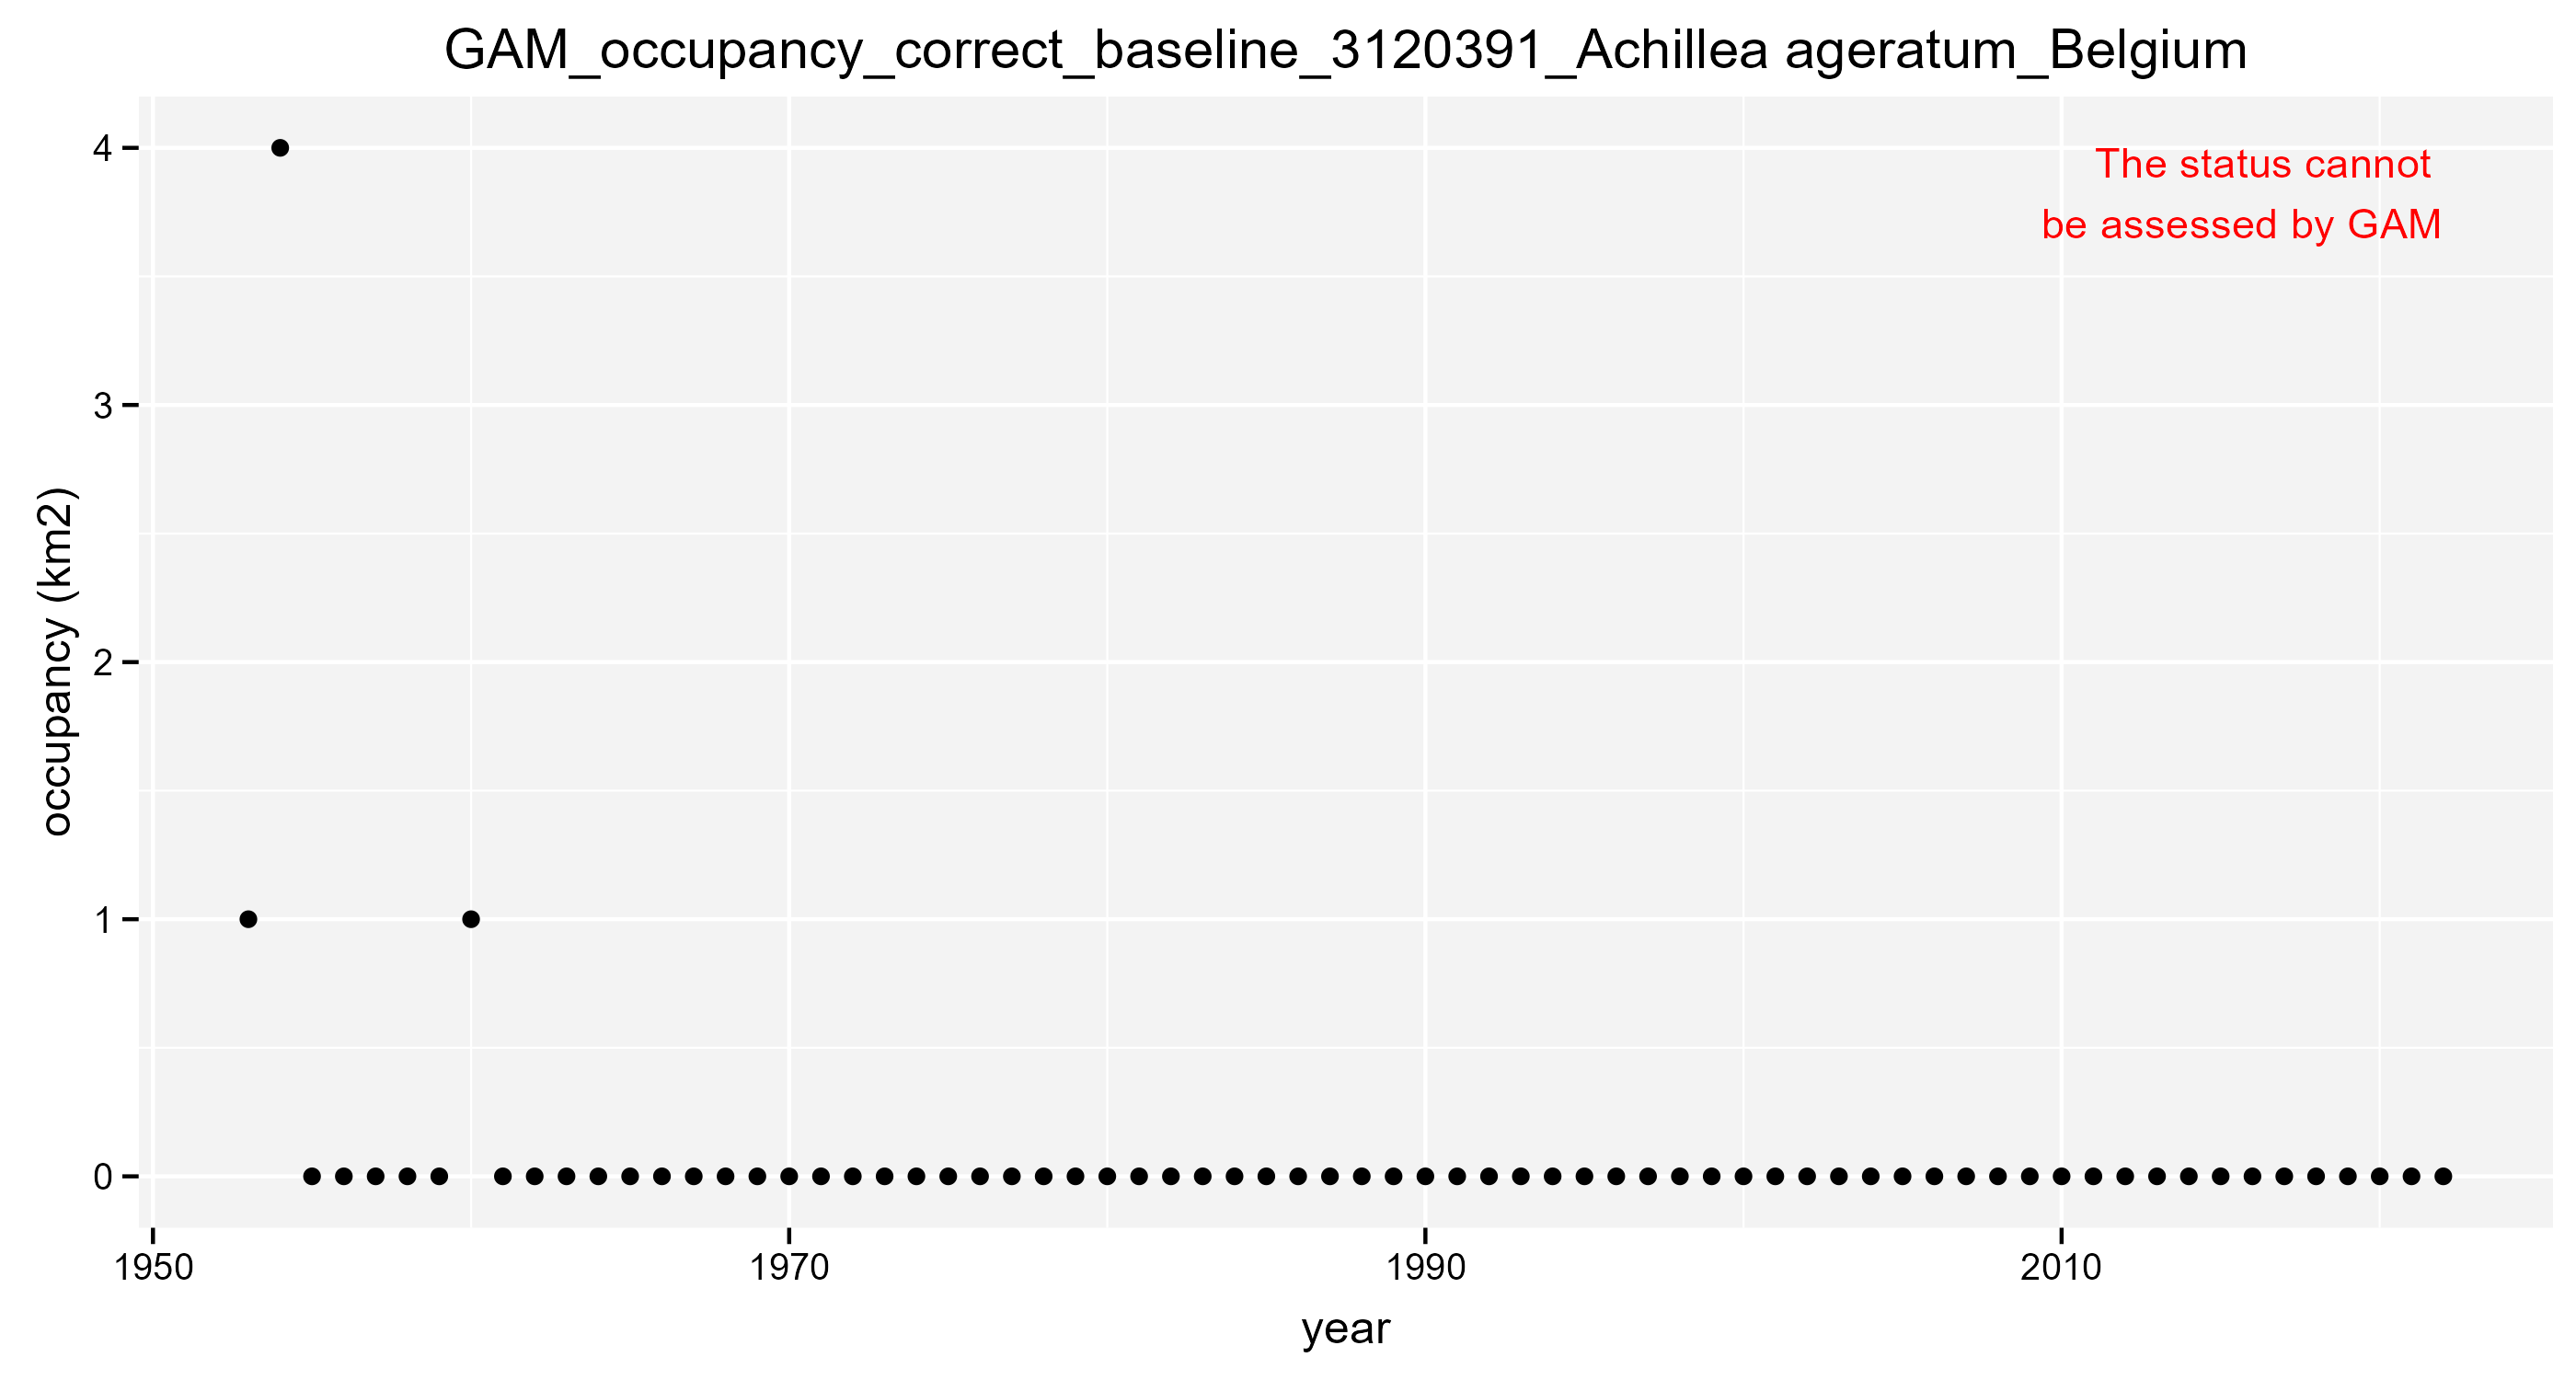 GAM_occupancy_correct_baseline_3120391_Achillea ageratum_Belgium
The status cannot
be assessed by GAM
occupancy (km2)
4
3
2
1
0
1950
1970
1990
2010
year